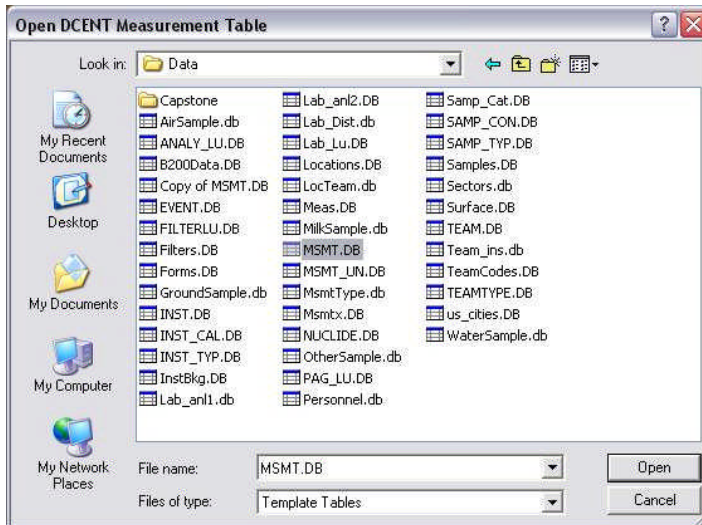 Open DCENT Measurement Table
Look in: Data
My Recent
Documents
Desktop
My Documents
My Computer
My Network
Places
Capstone
AirSample.db
ANALY_LU.DB
B200Data.DB
Copy of MSMT.DB
EVENT.DB
FILTERLU.DB
Filters.DB
Forms.DB
GroundSample.db
INST.DB
INST_CAL.DB
INST_TYP.DB
InstBkg.DB
Lab_anl1.db
Lab_anl2.DB
Lab_Dist.db
Lab_Lu.DB
Locations.DB
LocTeam.db
Meas.DB
MilkSample.db
MSMT.DB
MSMT_UN.DB
MsmtType.db
Msmtx.DB
NUCLIDE.DB
OtherSample.db
PAG_LU.DB
Personnel.db
Samp_Cat.DB
SAMP_CON.DB
SAMP_TYP.DB
Samples.DB
Sectors.db
Surface.DB
TEAM.DB
Team_ins.db
TeamCodes.DB
TEAMTYPE.DB
us_cities.DB
WaterSample.db
File name: MSMT.DB
Open
Files of type: Template Tables
Cancel